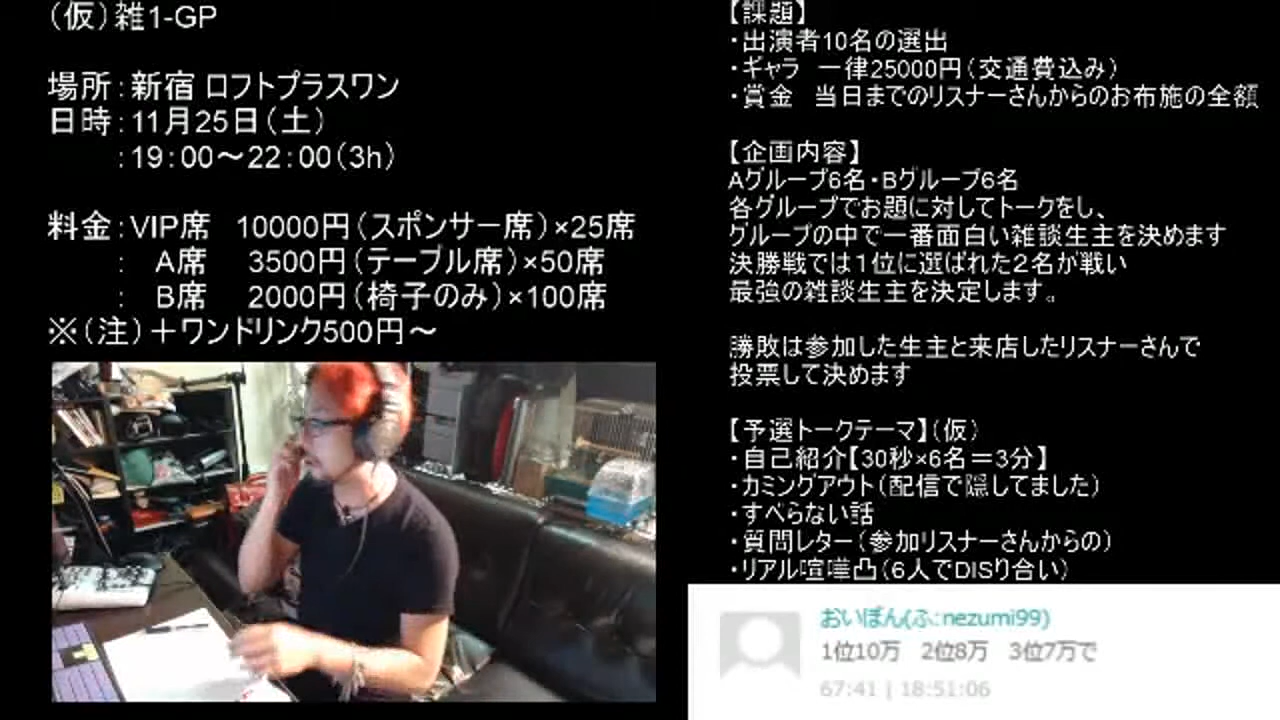 (仮)雑1-GP
場所:新宿 ロフトプラスワン
日時:11月25日(土)
:19:00～22:00(3h)
料金:VIP席 10000円(スポンサー席)×25席
: A席 3500円(テーブル席)×50席
: B席 2000円(椅子のみ)×100席
※(注)＋ワンドリンク500円～
【課題】
・出演者10名の選出
・ギャラ 一律25000円(交通費込み)
・賞金 当日までのリスナーさんからのお布施の全額
【企画内容】
Aグループ6名・Bグループ6名
各グループでお題に対してトークをし、
グループの中で一番面白い雑談生主を決めます
決勝戦では１位に選ばれた２名が戦い
最強の雑談生主を決定します。
勝敗は参加した生主と来店したリスナーさんで
投票して決めます
【予選トークテーマ】(仮)
・自己紹介【30秒×6名＝3分】
・カミングアウト(配信で隠してました)
・すべらない話
・質問レター(参加リスナーさんからの)
・リアル喧嘩凸(6人でDISり合い)
おいぽん(ふ:nezumi99)
1位10万 2位8万 3位7万で
67:41 | 18:51:06